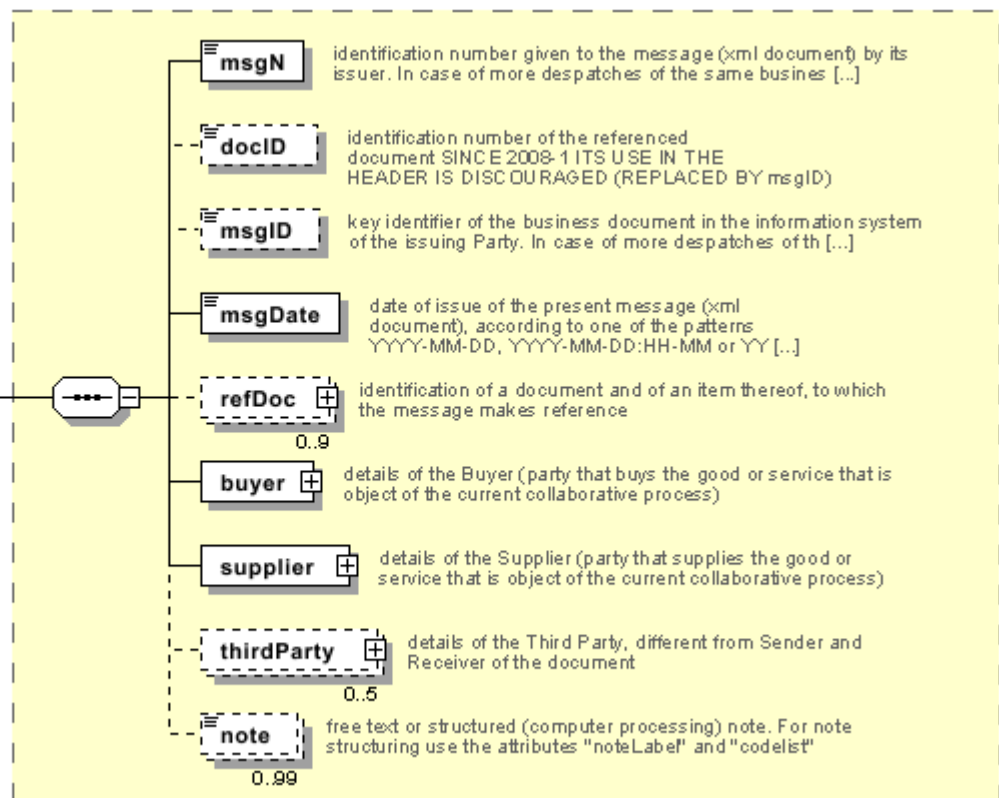 msgN
identification number given to the message (xml document) by its
issuer. In case of more despatches of the same busines [...]
docID
identification number of the referenced
document SINCE 2008-1 ITS USE IN THE
HEADER IS DISCOURAGED (REPLACED BY msgID)
msgID
key identifier of the business document in the information system
of the issuing Party. In case of more despatches of th [...]
msgDate
date of issue of the present message (xml
document), according to one of the patterns
YYYY-MM-DD, YYYY-MM-DD:HH-MM or YY [...]
refDoc
0..9
identification of a document and of an item thereof, to which
the message makes reference
buyer
details of the Buyer (party that buys the good or service that is
object of the current collaborative process)
supplier
details of the Supplier (party that supplies the good or
service that is object of the current collaborative process)
thirdParty
0..5
details of the Third Party, different from Sender and
Receiver of the document
note
0..99
free text or structured (computer processing) note. For note
structuring use the attributes "noteLabel" and "codelist"